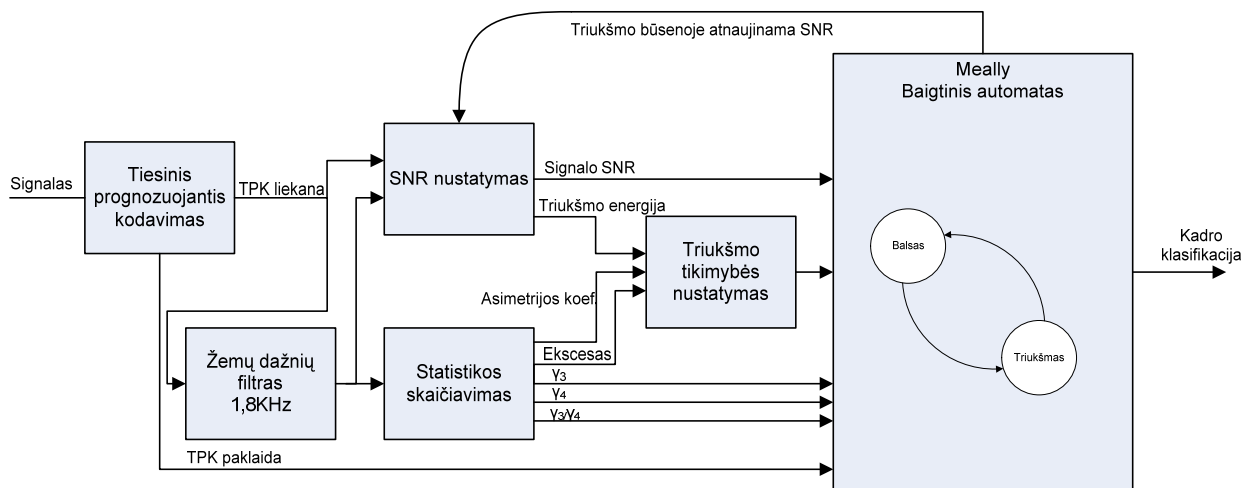 Triukšmo būsenoje atnaujinama SNR
Meally
Baigtinis automatas
Signalas
Tiesinis
prognozuojantis
kodavimas
TPK liekana
SNR nustatymas
Signalo SNR
Triukšmo energija
Triukšmo
tikimybės
nustatymas
Balsas
Triukšmas
Kadro
klasifikacija
Asimetrijos koef.
Žemų dažnių
filtras
1,8KHz
Statistikos
skaičiavimas
Ekscesas
γ₃
γ₄
γ₃/γ₄
TPK paklaida